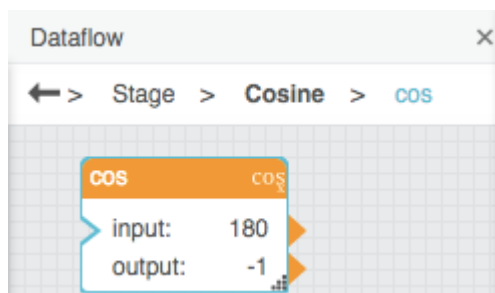 Dataflow ×
← > Stage > Cosine > cos
cos cos x
input: 180
output: -1